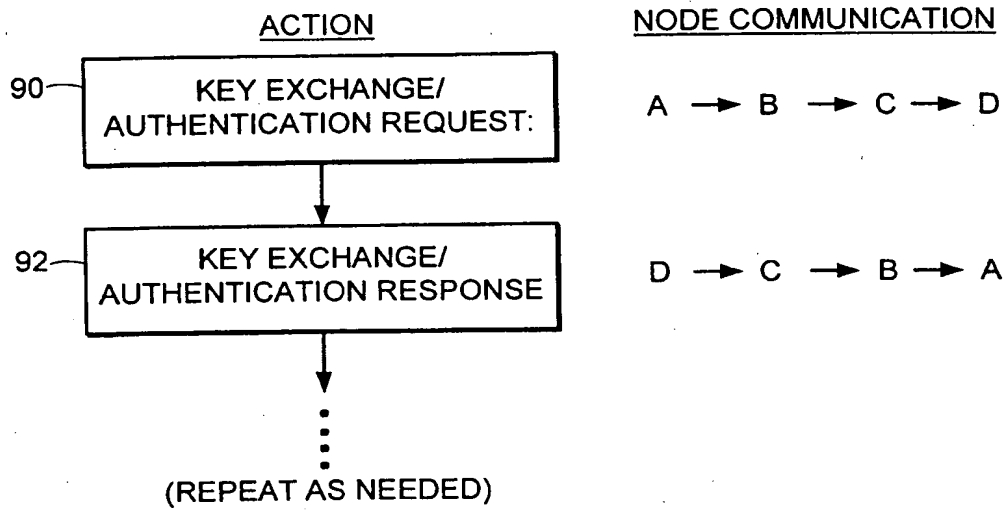 ACTION
NODE COMMUNICATION
90
KEY EXCHANGE/
AUTHENTICATION REQUEST:
A → B → C → D
92
KEY EXCHANGE/
AUTHENTICATION RESPONSE
D → C → B → A
(REPEAT AS NEEDED)